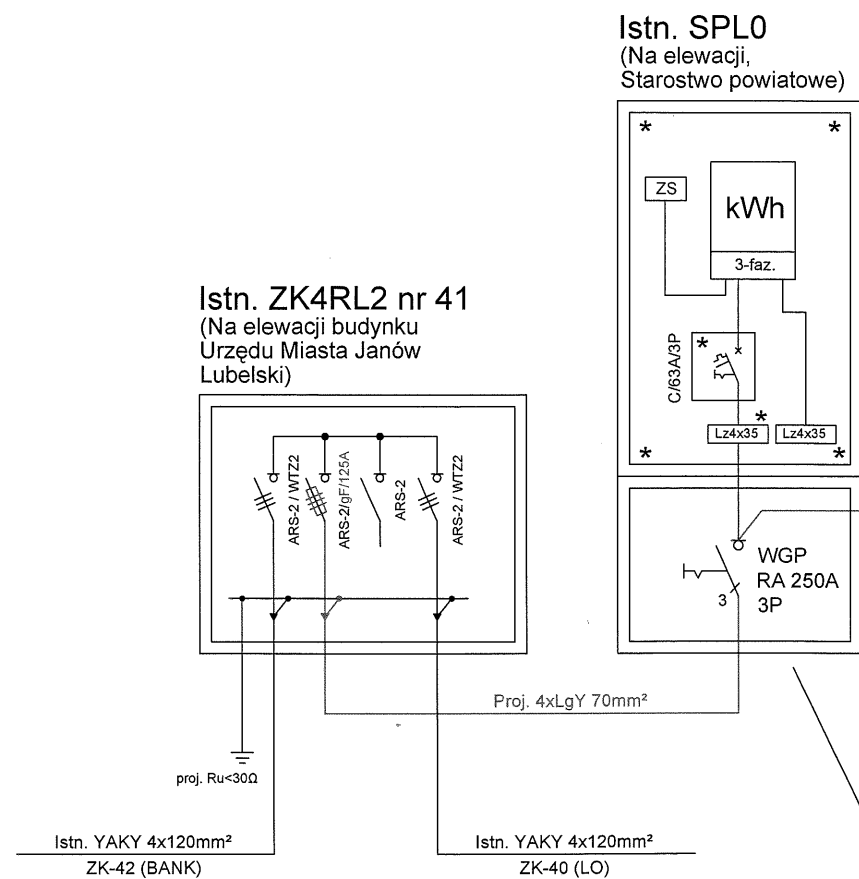 Istn. SPL0
(Na elewacji,
Starostwo powiatowe)
*
*
ZS
kWh
3-faz.
Istn. ZK4RL2 nr 41
(Na elewacji budynku
Urzędu Miasta Janów
Lubelski)
C/63A/3P
*
*
Lz4x35
Lz4x35
*
*
ARS-2 / WTZ2
ARS-2/gF/125A
ARS-2
ARS-2 / WTZ2
WGP
RA 250A
3P
3
Proj. 4xLgY 70mm²
proj. Ru<30Ω
Istn. YAKY 4x120mm²
ZK-42 (BANK)
Istn. YAKY 4x120mm²
ZK-40 (LO)